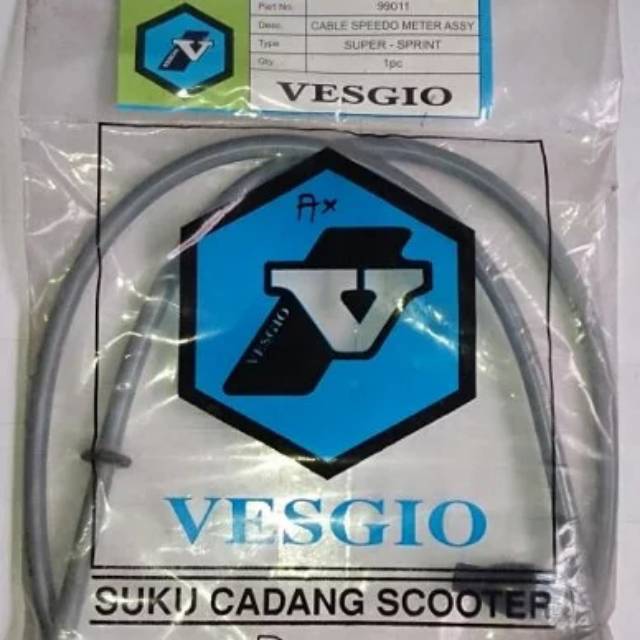 Part No. 99011
Desc. CABLE SPEEDO METER ASSY
Type SUPER - SPRINT
Qty 1pc
VESGIO
Ax
VESGIO
VESGIO
SUKU CADANG SCOOTER